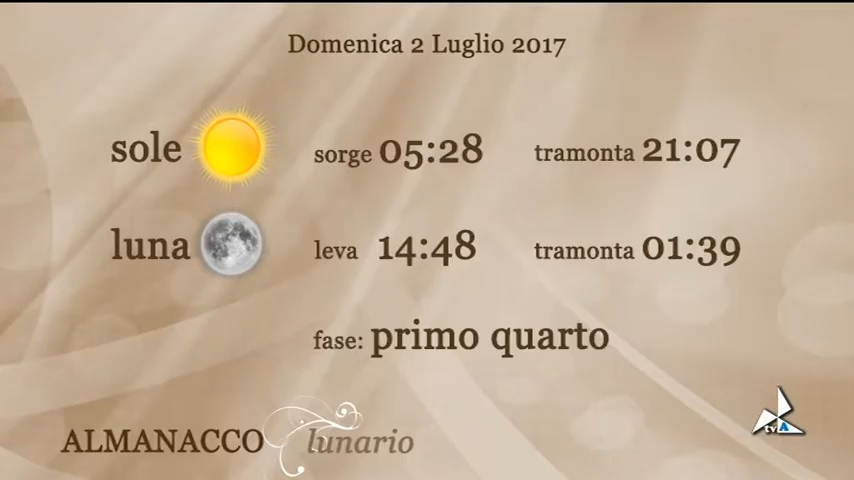 Domenica 2 Luglio 2017
sole sorge 05:28 tramonta 21:07
luna leva 14:48 tramonta 01:39
fase: primo quarto
ALMANACCO lunario
tvA